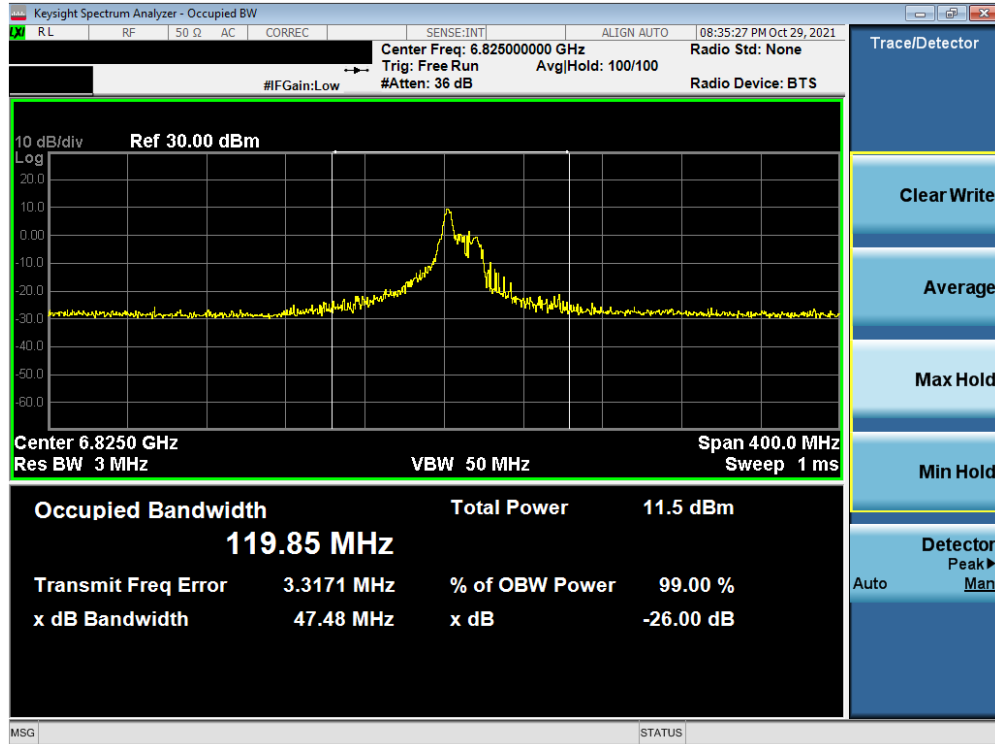 Keysight Spectrum Analyzer - Occupied BW
LXI RL RF 50 Ω AC CORREC SENSE:INT ALIGN AUTO 08:35:27 PM Oct 29, 2021
Center Freq: 6.825000000 GHz Radio Std: None
Trig: Free Run Avg|Hold: 100/100
#IFGain:Low #Atten: 36 dB Radio Device: BTS
Trace/Detector
10 dB/div Ref 30.00 dBm
Log
20.0
10.0
0.00
-10.0
-20.0
-30.0
-40.0
-50.0
-60.0
Center 6.8250 GHz Span 400.0 MHz
Res BW 3 MHz VBW 50 MHz Sweep 1 ms
Clear Write
Average
Max Hold
Min Hold
Detector
Peak▶
Auto Man
Occupied Bandwidth Total Power 11.5 dBm
119.85 MHz
Transmit Freq Error 3.3171 MHz % of OBW Power 99.00 %
x dB Bandwidth 47.48 MHz x dB -26.00 dB
MSG STATUS